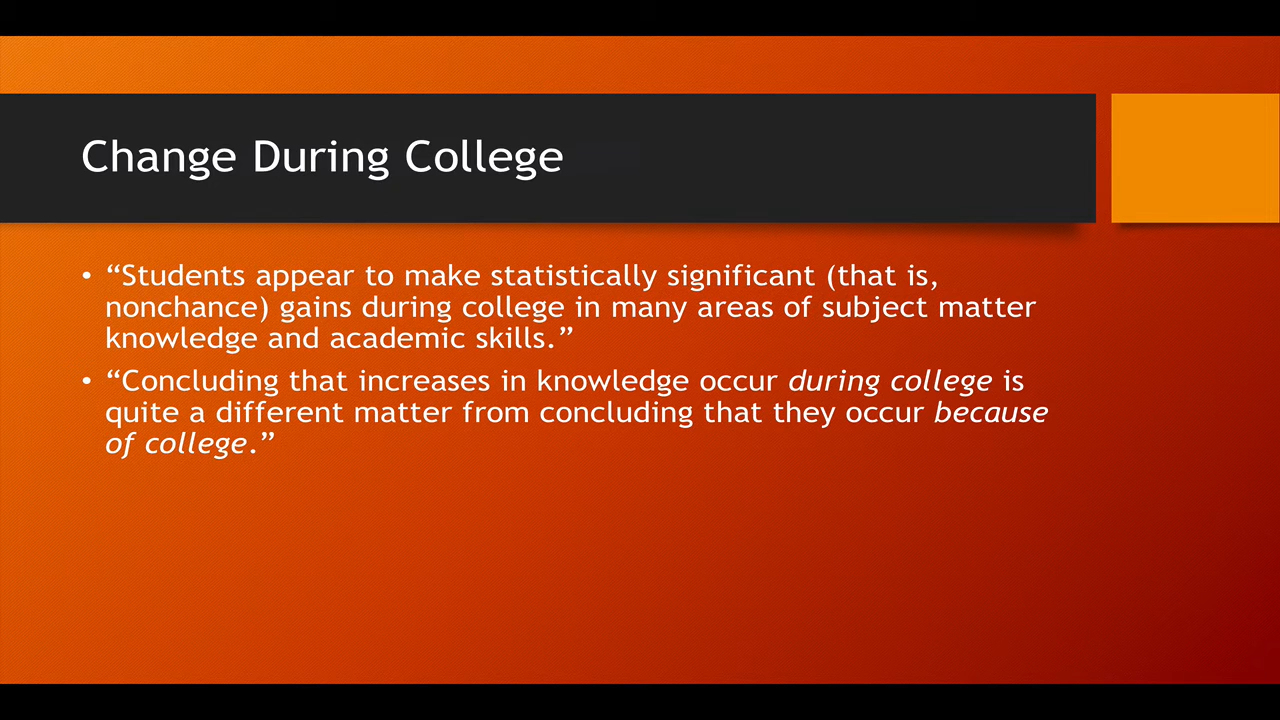 Change During College
• “Students appear to make statistically significant (that is,
nonchance) gains during college in many areas of subject matter
knowledge and academic skills.”
• “Concluding that increases in knowledge occur during college is
quite a different matter from concluding that they occur because
of college.”